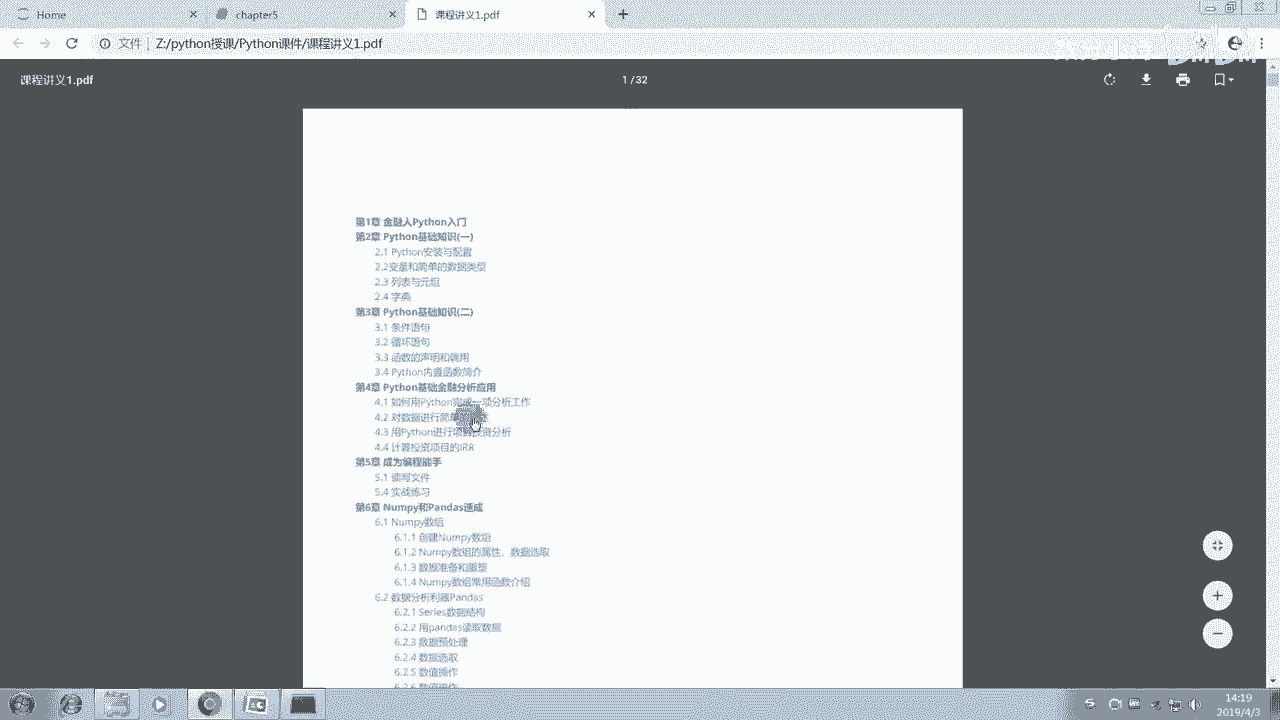 Home
chapter5
课程讲义1.pdf
文件 | Z:/python授课/Python课件/课程讲义1.pdf
课程讲义1.pdf
1 / 32
第1章 金融人Python入门
第2章 Python基础知识(一)
2.1 Python安装与配置
2.2变量和简单的数据类型
2.3 列表与元组
2.4 字典
第3章 Python基础知识(二)
3.1 条件语句
3.2 循环语句
3.3 函数的声明和调用
3.4 Python内置函数简介
第4章 Python基础金融分析应用
4.1 如何用Python完成一项分析工作
4.2 对数据进行简单
4.3 用Python进行项目投资分析
4.4 计算投资项目的IRR
第5章 成为编程能手
5.1 读写文件
5.4 实战练习
第6章 Numpy和Pandas速成
6.1 Numpy数组
6.1.1 创建Numpy数组
6.1.2 Numpy数组的属性、数据选取
6.1.3 数据准备和重塑
6.1.4 Numpy数组常用函数介绍
6.2 数据分析利器Pandas
6.2.1 Series数据结构
6.2.2 用pandas读取数据
6.2.3 数据预处理
6.2.4 数据选取
6.2.5 数值操作
6.2.6 数值操作
14:19
2019/4/3